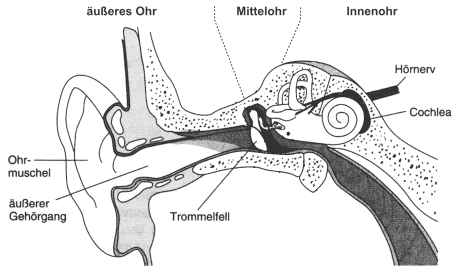 äußeres Ohr
Mittelohr
Innenohr
Hörnerv
Cochlea
Ohr-
muschel
äußerer
Gehörgang
Trommelfell